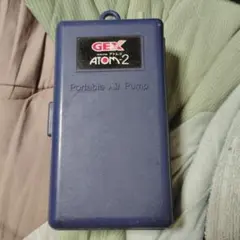 GEX
ATOM-2
Portable Air Pump